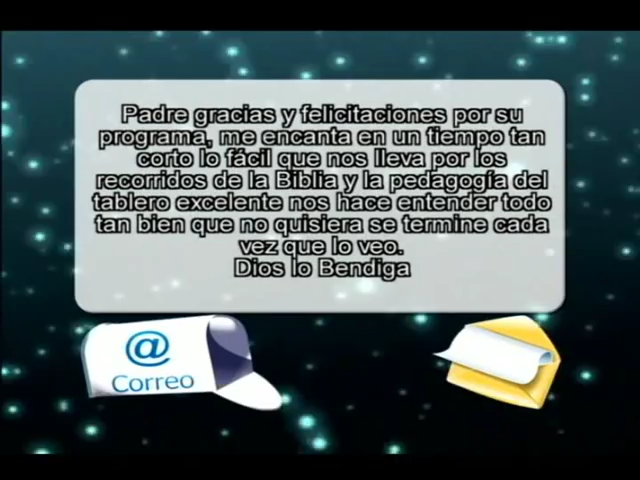 Padre gracias y felicitaciones por su
programa, me encanta en un tiempo tan
corto lo fácil que nos lleva por los
recorridos de la Biblia y la pedagogía del
tablero excelente nos hace entender todo
tan bien que no quisiera se termine cada
vez que lo veo.
Dios lo Bendiga
@
Correo